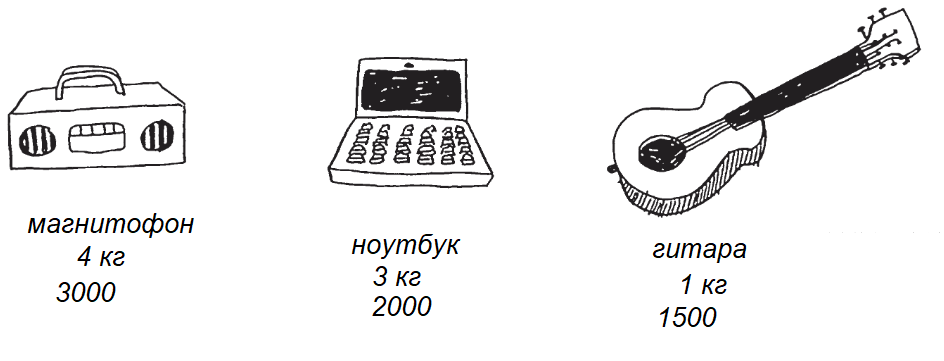 магнитофон
4 кг
3000
ноутбук
3 кг
2000
гитара
1 кг
1500